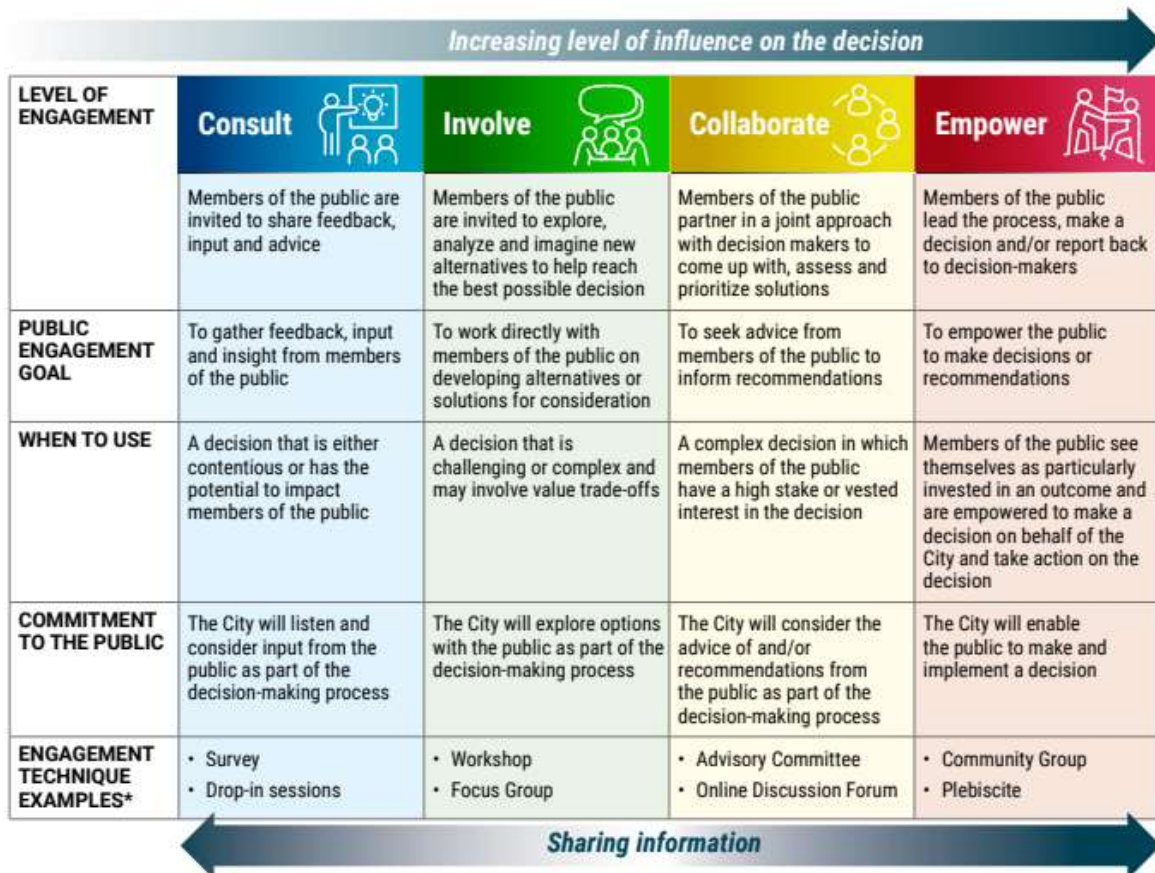 Increasing level of influence on the decision
LEVEL OF
ENGAGEMENT
Consult
Involve
Collaborate
Empower
Members of the public are
invited to share feedback,
input and advice
Members of the public
are invited to explore,
analyze and imagine new
alternatives to help reach
the best possible decision
Members of the public
partner in a joint approach
with decision makers to
come up with, assess and
prioritize solutions
Members of the public
lead the process, make a
decision and/or report back
to decision-makers
PUBLIC
ENGAGEMENT
GOAL
To gather feedback, input
and insight from members
of the public
To work directly with
members of the public on
developing alternatives or
solutions for consideration
To seek advice from
members of the public to
inform recommendations
To empower the public
to make decisions or
recommendations
WHEN TO USE
A decision that is either
contentious or has the
potential to impact
members of the public
A decision that is
challenging or complex and
may involve value trade-offs
A complex decision in which
members of the public
have a high stake or vested
interest in the decision
Members of the public see
themselves as particularly
invested in an outcome and
are empowered to make a
decision on behalf of the
City and take action on the
decision
COMMITMENT
TO THE PUBLIC
The City will listen and
consider input from the
public as part of the
decision-making process
The City will explore options
with the public as part of the
decision-making process
The City will consider the
advice of and/or
recommendations from
the public as part of the
decision-making process
The City will enable
the public to make and
implement a decision
ENGAGEMENT
TECHNIQUE
EXAMPLES*
• Survey
• Drop-in sessions
• Workshop
• Focus Group
• Advisory Committee
• Online Discussion Forum
• Community Group
• Plebiscite
Sharing information